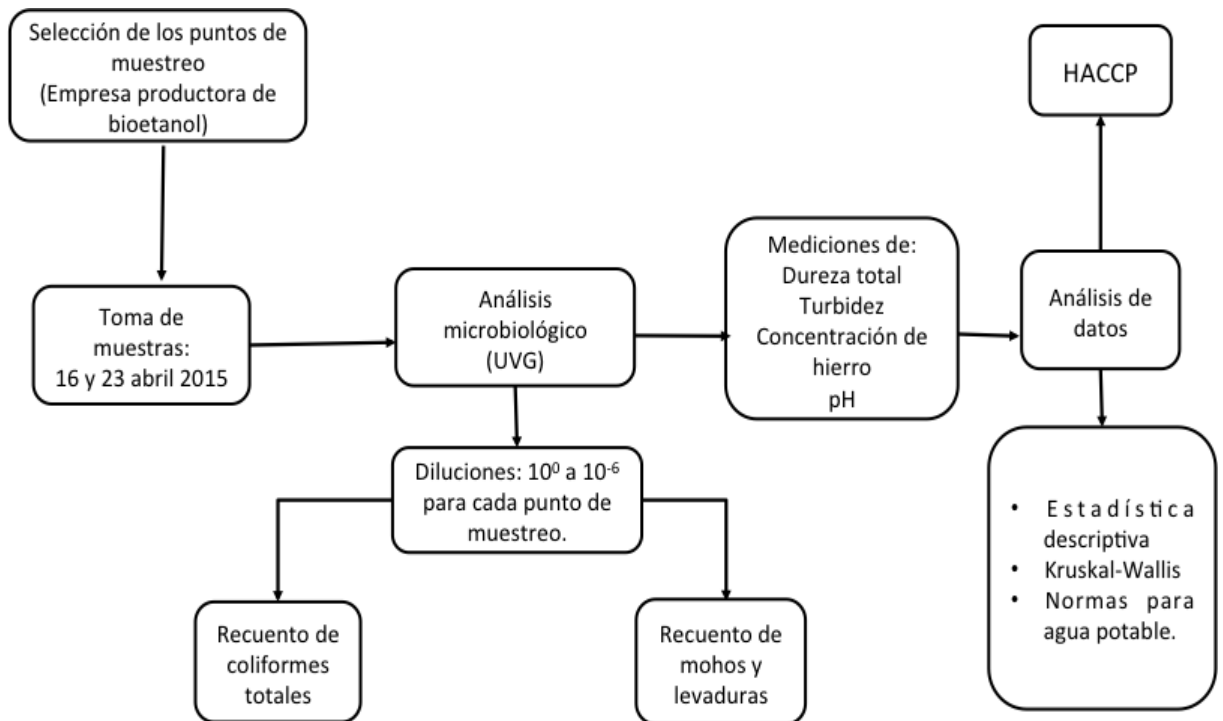 Selección de los puntos de
muestreo
(Empresa productora de
bioetanol)
Toma de
muestras:
16 y 23 abril 2015
Análisis
microbiológico
(UVG)
Diluciones: 10⁰ a 10⁻⁶
para cada punto de
muestreo.
Recuento de
coliformes
totales
Recuento de
mohos y
levaduras
Mediciones de:
Dureza total
Turbidez
Concentración de
hierro
pH
Análisis de
datos
HACCP
• Estadística
descriptiva
• Kruskal-Wallis
• Normas para
agua potable.